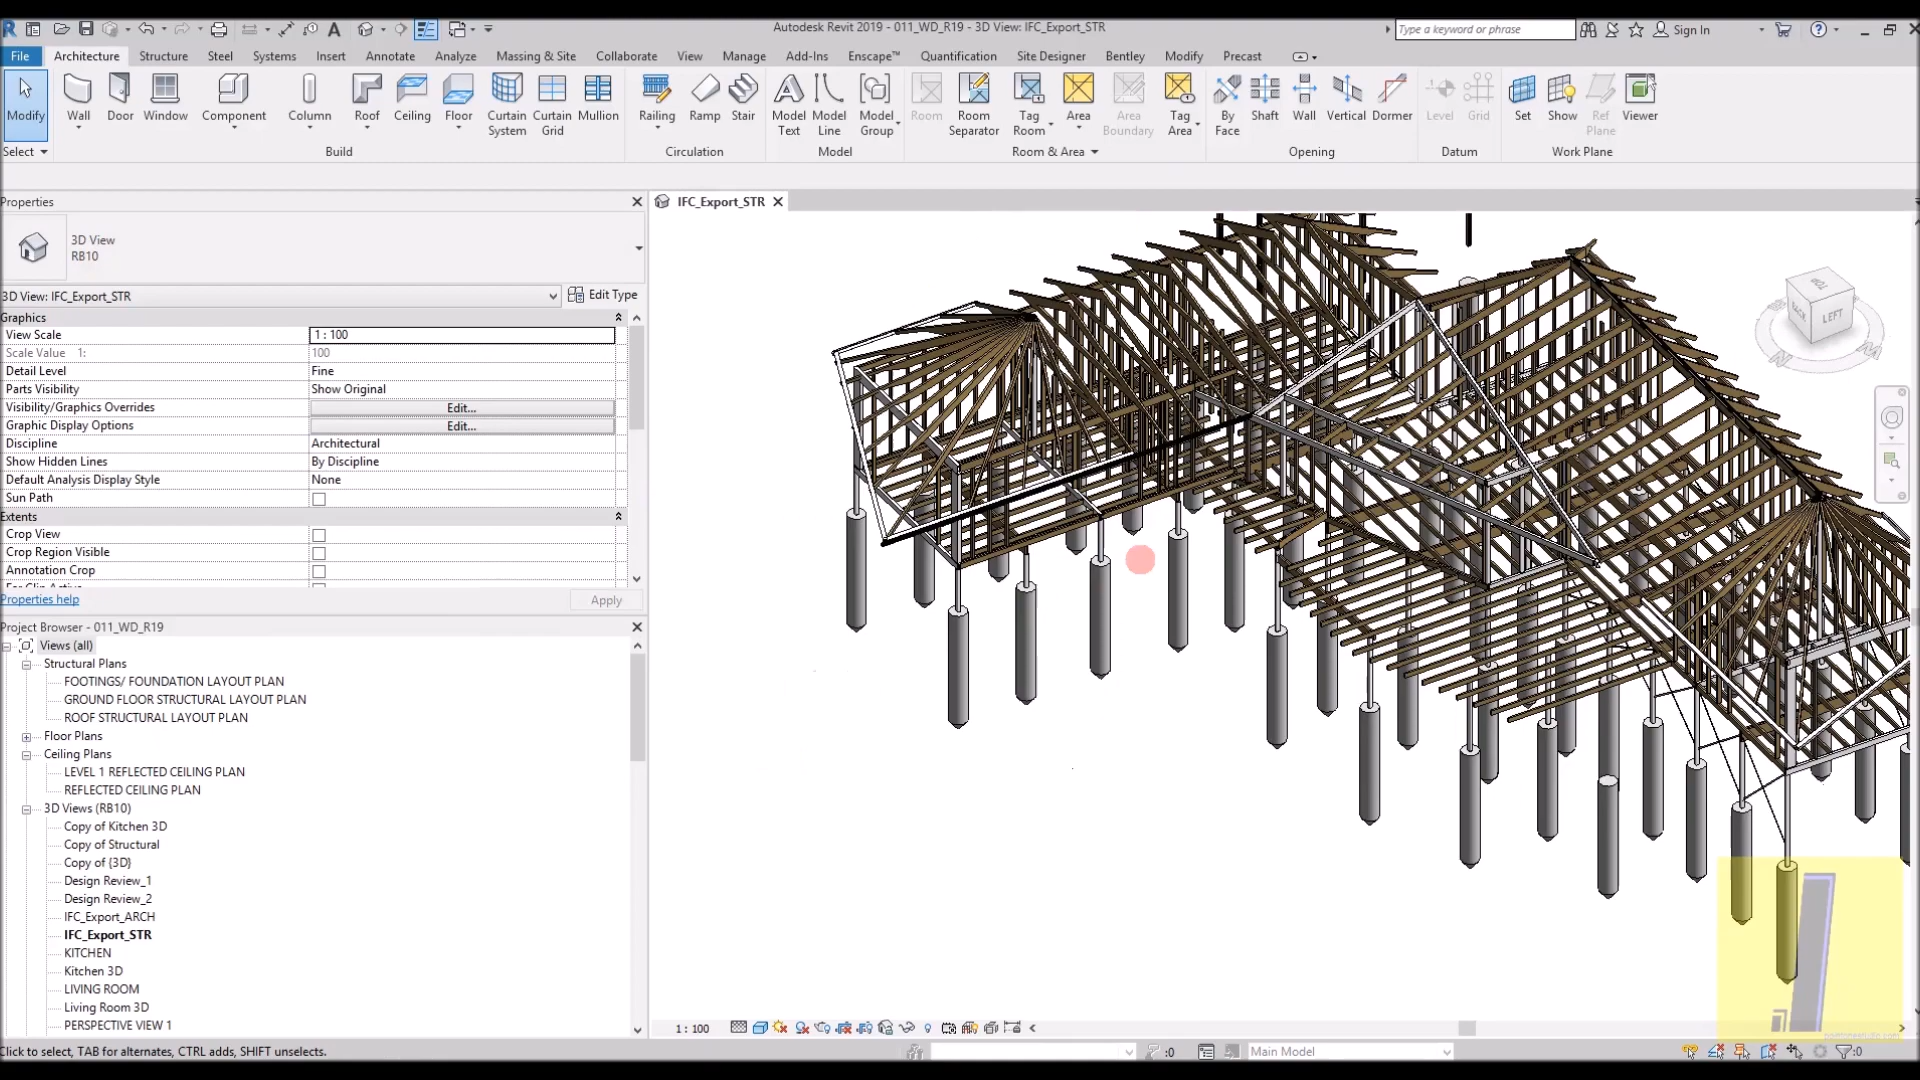 Autodesk Revit 2019 - 011_WD_R19 - 3D View: IFC_Export_STR
Type a keyword or phrase
Sign In
File Architecture Structure Steel Systems Insert Annotate Analyze Massing & Site Collaborate View Manage Add-Ins Enscape™ Quantification Site Designer Bentley Modify Precast
Modify
Wall
Door
Window
Component
Column
Roof
Ceiling
Floor
Curtain
System
Curtain
Grid
Mullion
Railing
Ramp
Stair
Model
Text
Model
Line
Model
Group
Room
Room
Separator
Tag
Room
Area
Area
Boundary
Tag
Area
By
Face
Shaft
Wall
Vertical
Dormer
Level
Grid
Set
Show
Ref
Plane
Viewer
Select Build Circulation Model Room & Area Opening Datum Work Plane
Properties
IFC_Export_STR
3D View
RB10
3D View: IFC_Export_STR
Edit Type
Graphics
View Scale 1 : 100
Scale Value 1: 100
Detail Level Fine
Parts Visibility Show Original
Visibility/Graphics Overrides Edit...
Graphic Display Options Edit...
Discipline Architectural
Show Hidden Lines By Discipline
Default Analysis Display Style None
Sun Path
Extents
Crop View
Crop Region Visible
Annotation Crop
Properties help
Apply
Project Browser - 011_WD_R19
Views (all)
Structural Plans
FOOTINGS/ FOUNDATION LAYOUT PLAN
GROUND FLOOR STRUCTURAL LAYOUT PLAN
ROOF STRUCTURAL LAYOUT PLAN
Floor Plans
Ceiling Plans
LEVEL 1 REFLECTED CEILING PLAN
REFLECTED CEILING PLAN
3D Views (RB10)
Copy of Kitchen 3D
Copy of Structural
Copy of {3D}
Design Review_1
Design Review_2
IFC_Export_ARCH
IFC_Export_STR
KITCHEN
Kitchen 3D
LIVING ROOM
Living Room 3D
PERSPECTIVE VIEW 1
TOP
BACK
LEFT
1 : 100
Click to select, TAB for alternates, CTRL adds, SHIFT unselects.
:0
Main Model
:0